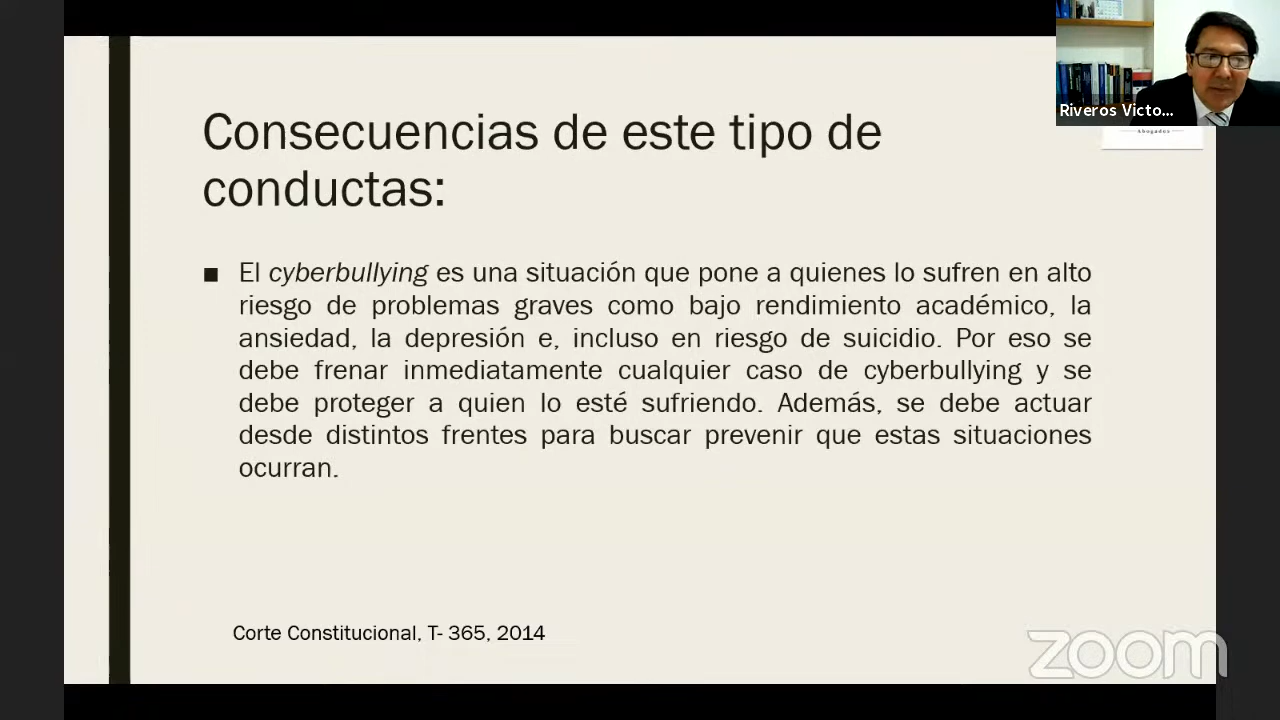 Riveros Victo...
Abogados
Consecuencias de este tipo de
conductas:
■ El cyberbullying es una situación que pone a quienes lo sufren en alto
riesgo de problemas graves como bajo rendimiento académico, la
ansiedad, la depresión e, incluso en riesgo de suicidio. Por eso se
debe frenar inmediatamente cualquier caso de cyberbullying y se
debe proteger a quien lo esté sufriendo. Además, se debe actuar
desde distintos frentes para buscar prevenir que estas situaciones
ocurran.
Corte Constitucional, T- 365, 2014
zoom